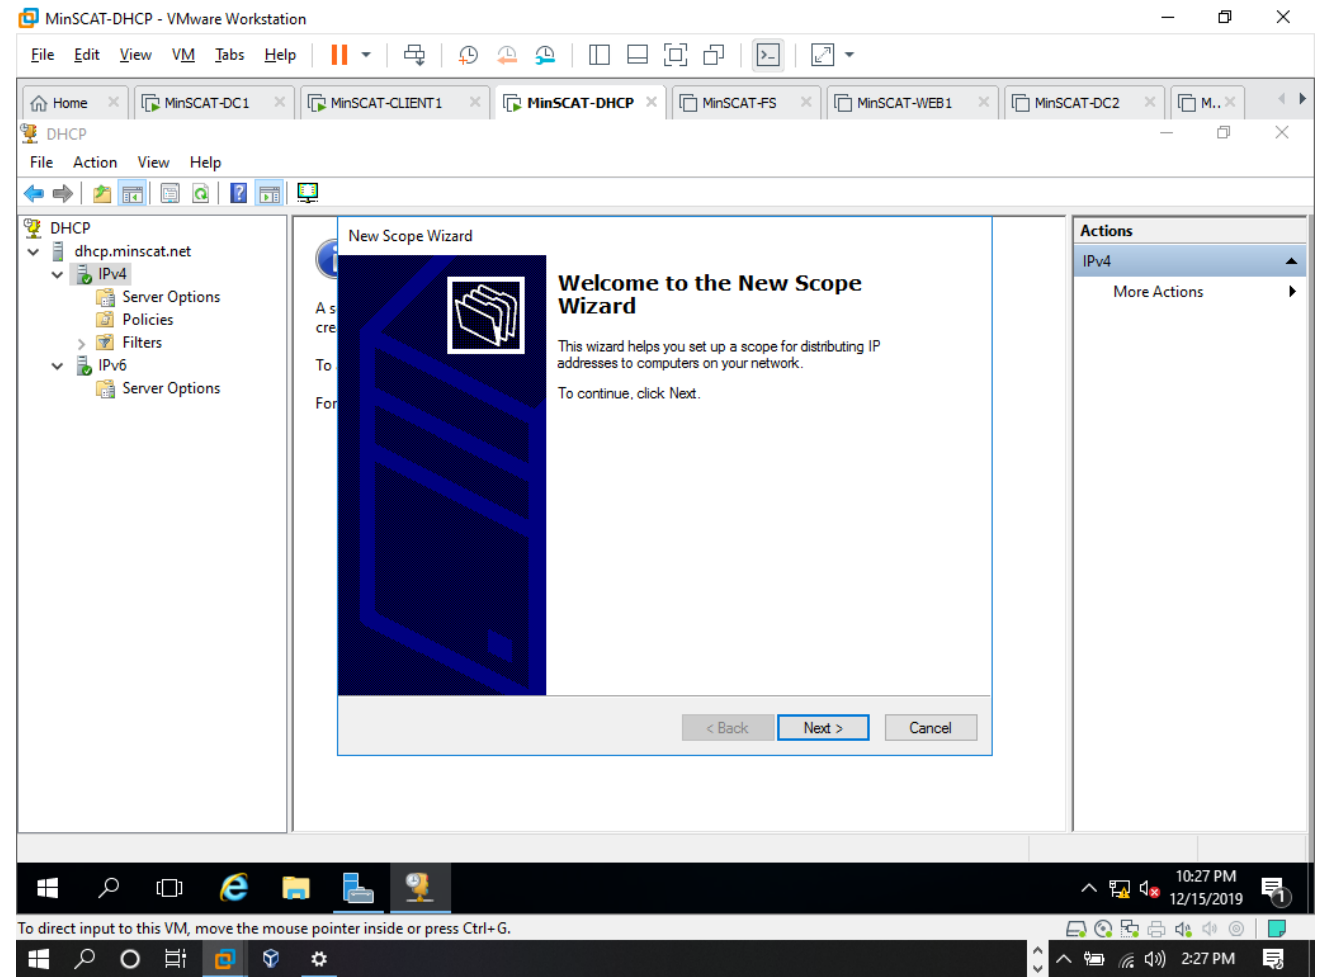 MinSCAT-DHCP - VMware Workstation
File Edit View VM Tabs Help
Home MinSCAT-DC1 MinSCAT-CLIENT1 MinSCAT-DHCP MinSCAT-FS MinSCAT-WEB1 MinSCAT-DC2 M..
DHCP
File Action View Help
DHCP
dhcp.minscat.net
IPv4
Server Options
Policies
Filters
IPv6
Server Options
A s
cre
To
For
New Scope Wizard
Welcome to the New Scope
Wizard
This wizard helps you set up a scope for distributing IP
addresses to computers on your network.
To continue, click Next.
< Back Next > Cancel
Actions
IPv4
More Actions
10:27 PM
12/15/2019
1
To direct input to this VM, move the mouse pointer inside or press Ctrl+G.
2:27 PM
3